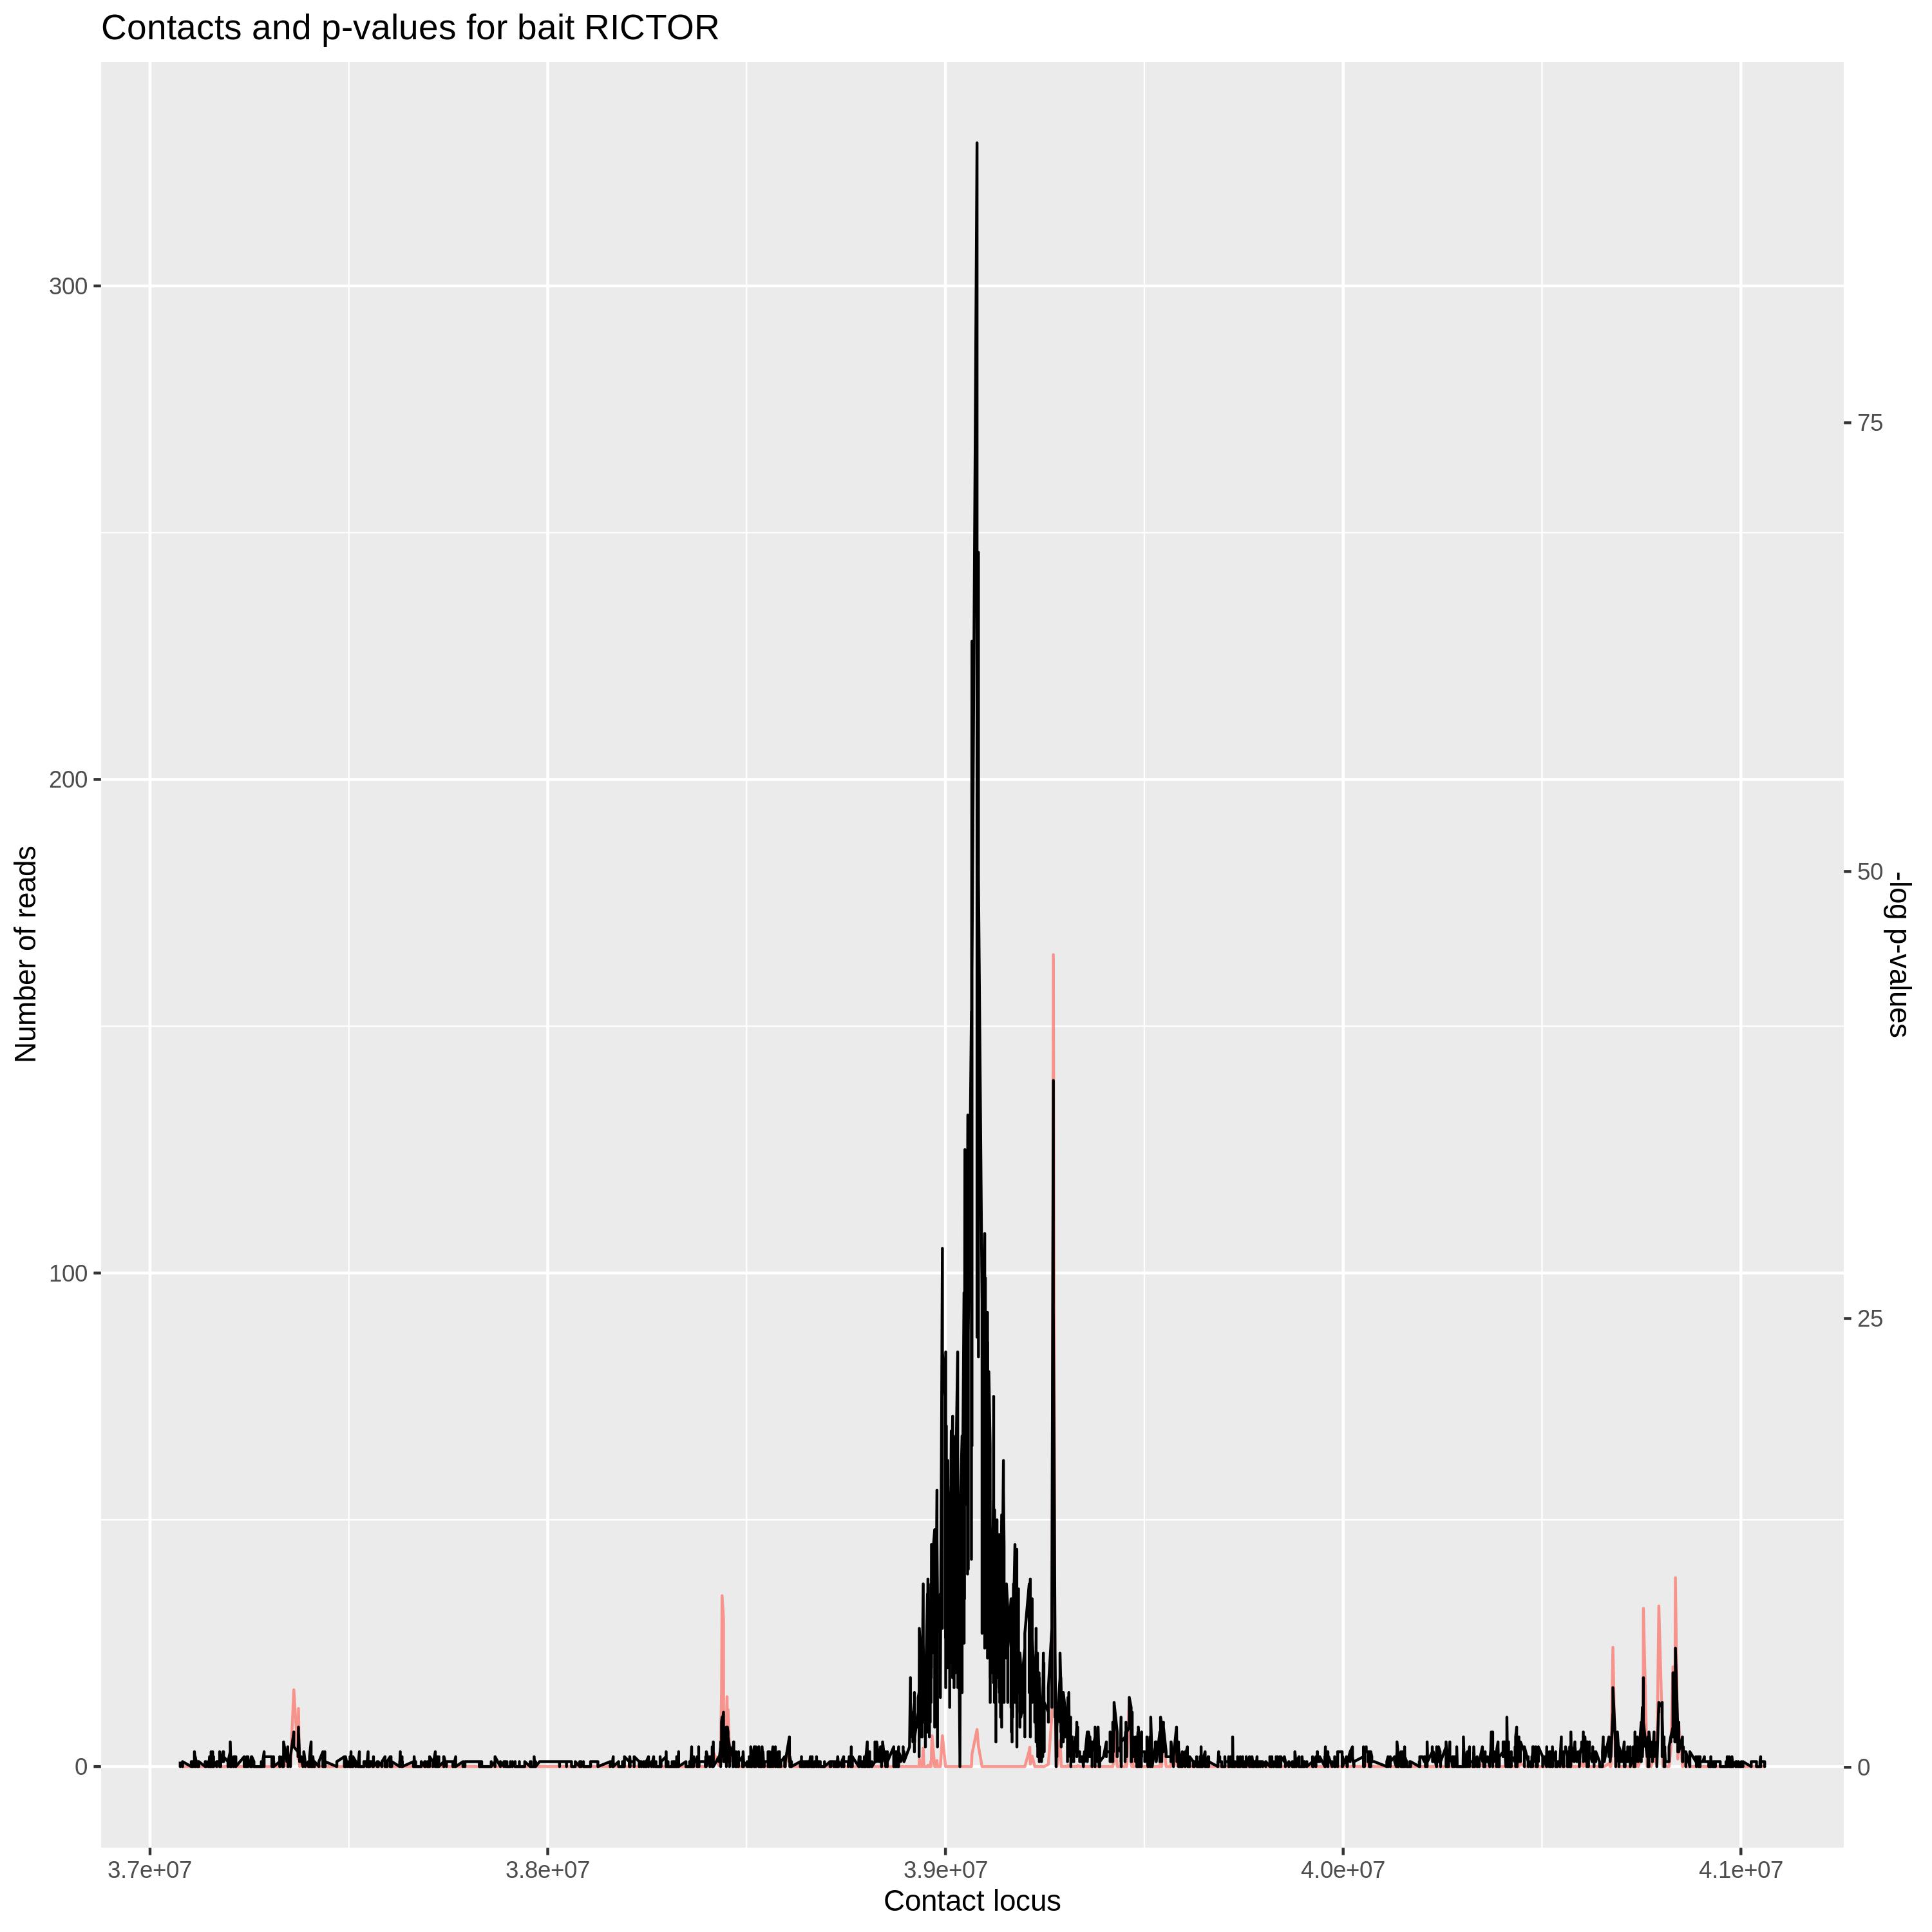 Contacts and p-values for bait RICTOR
300
200
100
0
Number of reads
75
50
25
0
-log p-values
3.7e+07
3.8e+07
3.9e+07
4.0e+07
4.1e+07
Contact locus